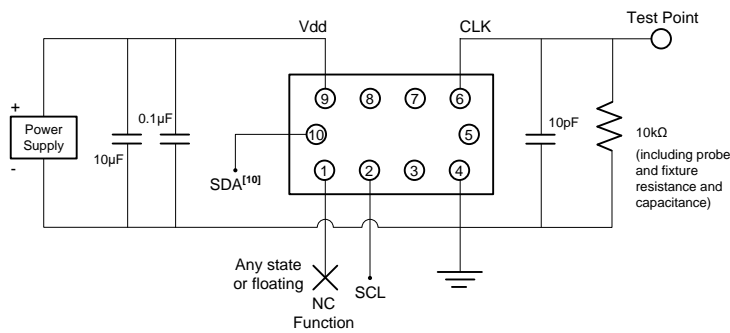 Vdd
CLK
Test Point
9
8
7
6
+
Power
Supply
-
10µF
0.1µF
10
5
10pF
10kΩ
(including probe
and fixture
resistance and
capacitance)
SDA[10]
1
2
3
4
Any state
or floating
NC
Function
SCL